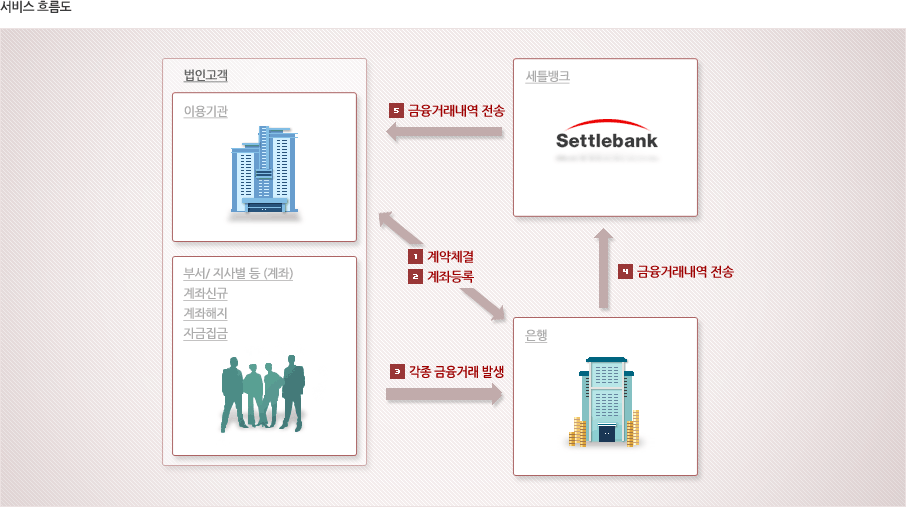 서비스 흐름도
법인고객
이용기관
부서/ 지사별 등 (계좌)
계좌신규
계좌해지
자금집금
5 금융거래내역 전송
1 계약체결
2 계좌등록
3 각종 금융거래 발생
세틀뱅크
Settlebank
4 금융거래내역 전송
은행